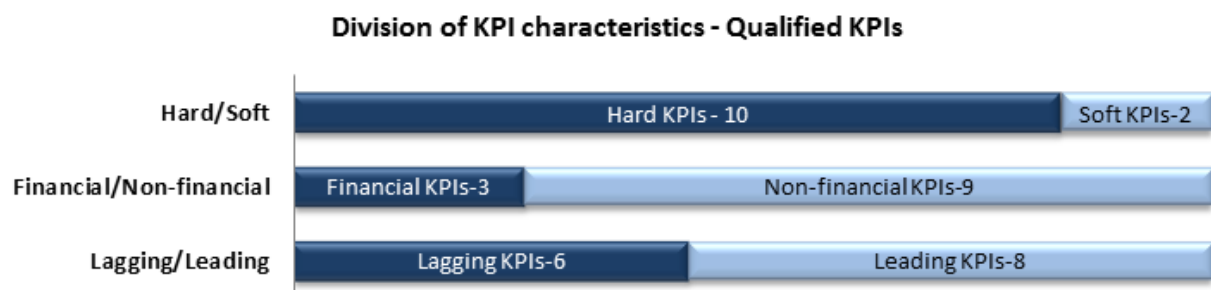 Division of KPI characteristics - Qualified KPIs
Hard/Soft Hard KPIs - 10 Soft KPIs-2
Financial/Non-financial Financial KPIs-3 Non-financial KPIs-9
Lagging/Leading Lagging KPIs-6 Leading KPIs-8